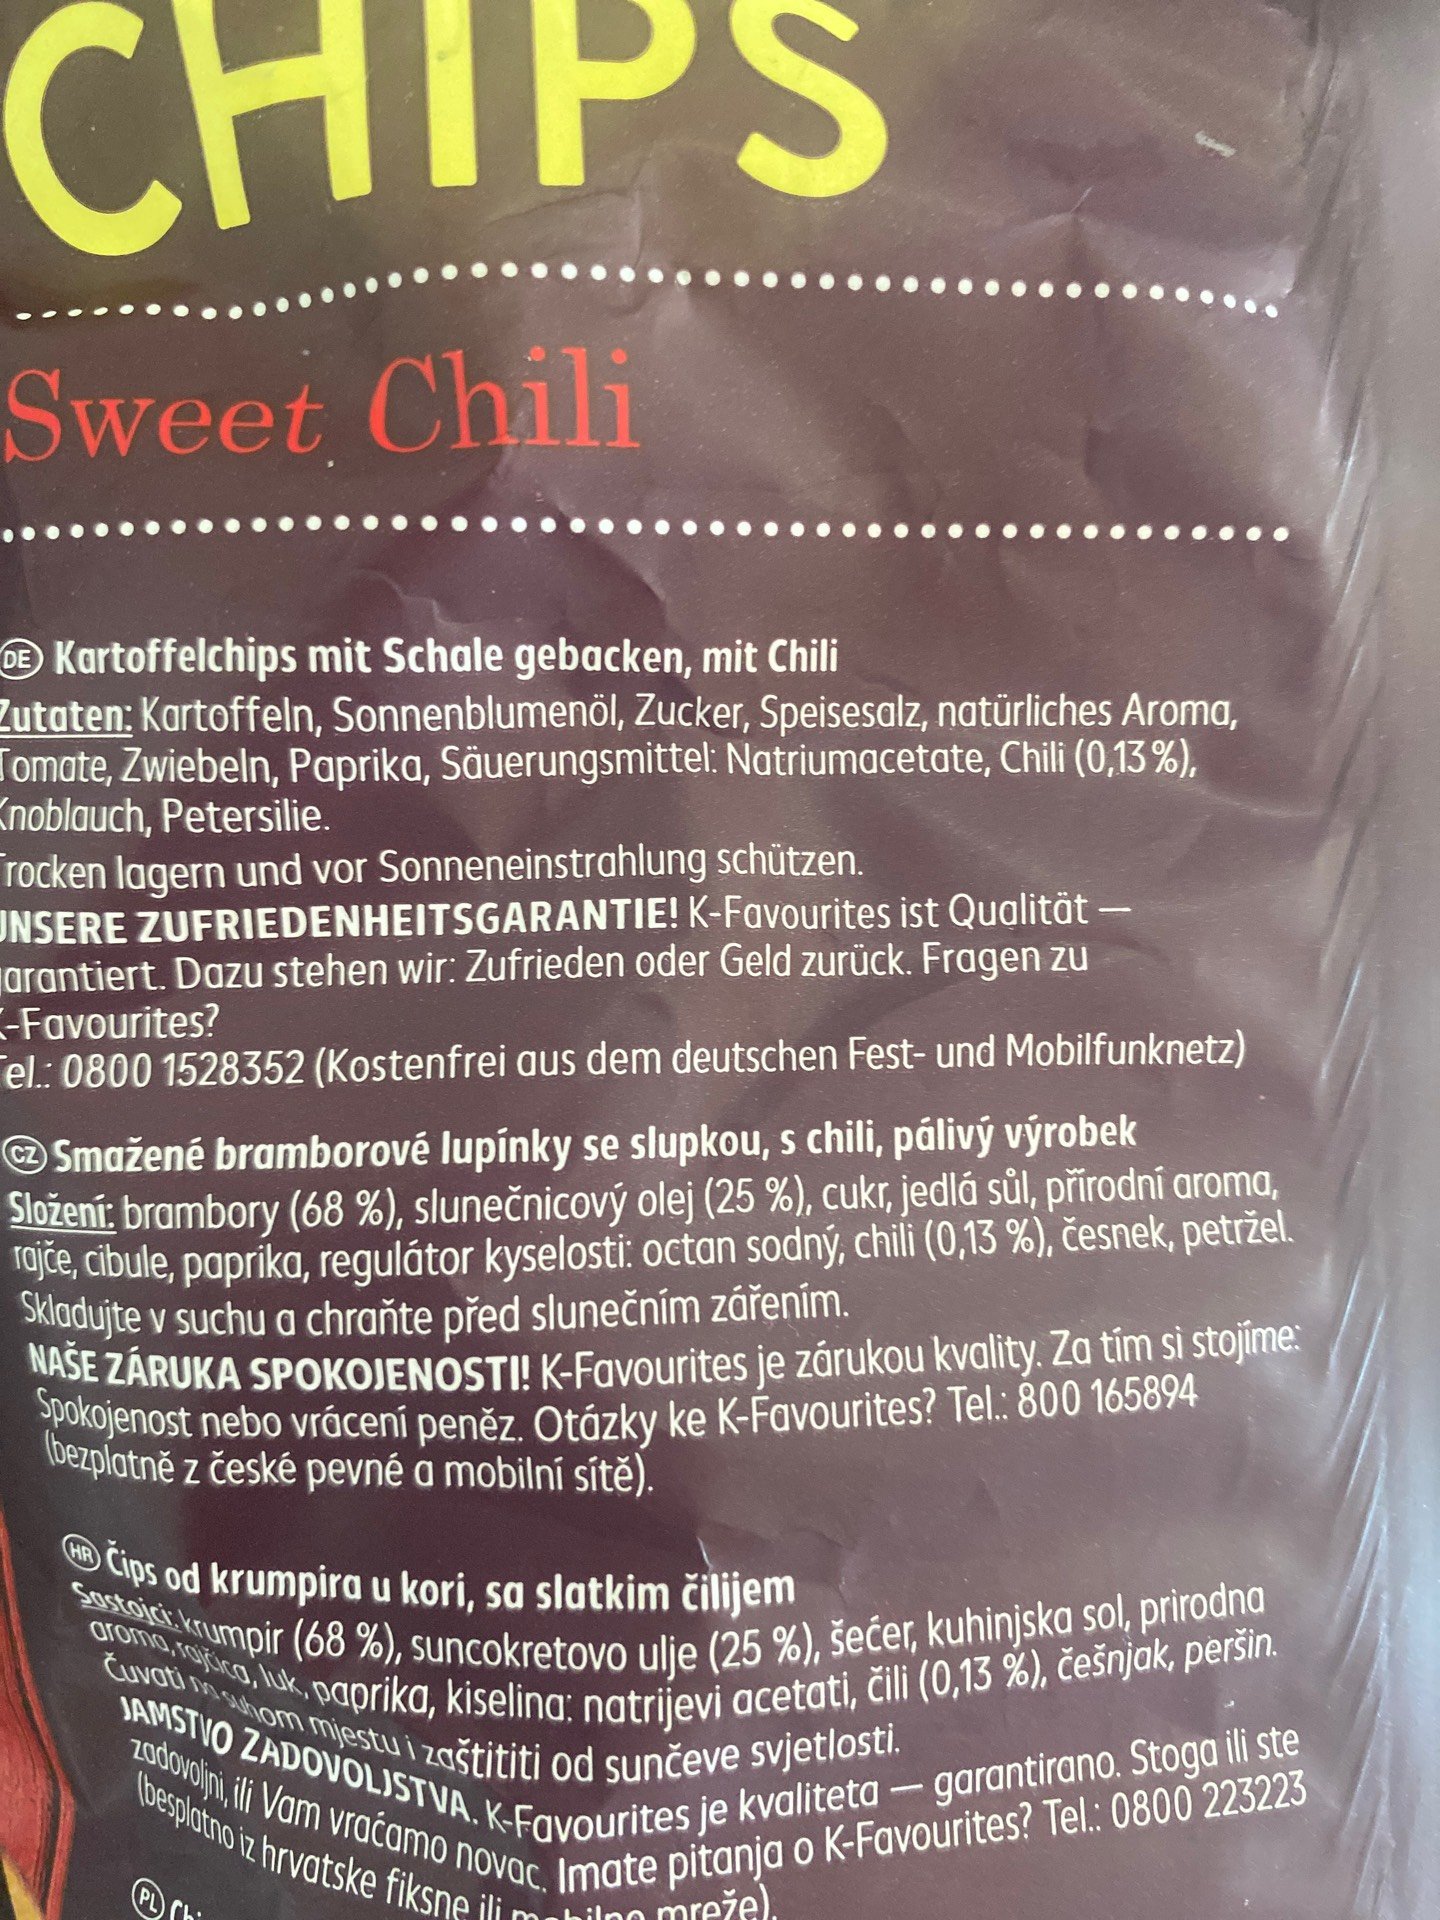 CHIPS
Sweet Chili
DE Kartoffelchips mit Schale gebacken, mit Chili
Zutaten: Kartoffeln, Sonnenblumenöl, Zucker, Speisesalz, natürliches Aroma,
Tomate, Zwiebeln, Paprika, Säuerungsmittel: Natriumacetate, Chili (0,13 %),
Knoblauch, Petersilie.
Trocken lagern und vor Sonneneinstrahlung schützen.
UNSERE ZUFRIEDENHEITSGARANTIE! K-Favourites ist Qualität —
garantiert. Dazu stehen wir: Zufrieden oder Geld zurück. Fragen zu
K-Favourites?
Tel.: 0800 1528352 (Kostenfrei aus dem deutschen Fest- und Mobilfunknetz)
CZ Smažené bramborové lupínky se slupkou, s chili, pálivý výrobek
Složení: brambory (68 %), slunečnicový olej (25 %), cukr, jedlá sůl, přírodní aroma,
rajče, cibule, paprika, regulátor kyselosti: octan sodný, chili (0,13 %), česnek, petržel.
Skladujte v suchu a chraňte před slunečním zářením.
NAŠE ZÁRUKA SPOKOJENOSTI! K-Favourites je zárukou kvality. Za tím si stojíme:
Spokojenost nebo vrácení peněz. Otázky ke K-Favourites? Tel.: 800 165894
(bezplatně z české pevné a mobilní sítě).
HR Čips od krumpira u kori, sa slatkim čilijem
Sastojci: krumpir (68 %), suncokretovo ulje (25 %), šećer, kuhinjska sol, prirodna
aroma, rajčica, luk, paprika, kiselina: natrijevi acetati, čili (0,13 %), češnjak, peršin.
Čuvati na suhom mjestu i zaštititi od sunčeve svjetlosti.
JAMSTVO ZADOVOLJSTVA. K-Favourites je kvaliteta — garantirano. Stoga ili ste
zadovoljni, ili Vam vraćamo novac. Imate pitanja o K-Favourites? Tel.: 0800 223223
(besplatno iz hrvatske fiksne ili mobilne mreže).
PL